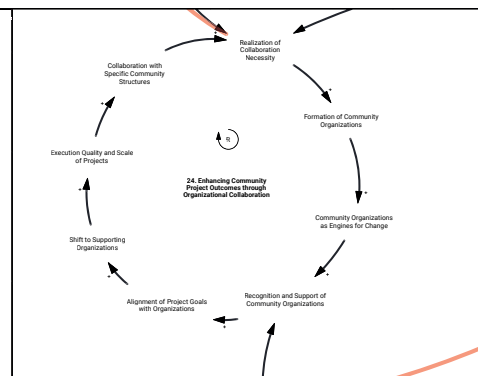 Realization of
Collaboration
Necessity
Collaboration with
Specific Community
Structures
Formation of Community
Organizations
Execution Quality and Scale
of Projects
24. Enhancing Community
Project Outcomes through
Organizational Collaboration
Community Organizations
as Engines for Change
Shift to Supporting
Organizations
Alignment of Project Goals
with Organizations
Recognition and Support of
Community Organizations